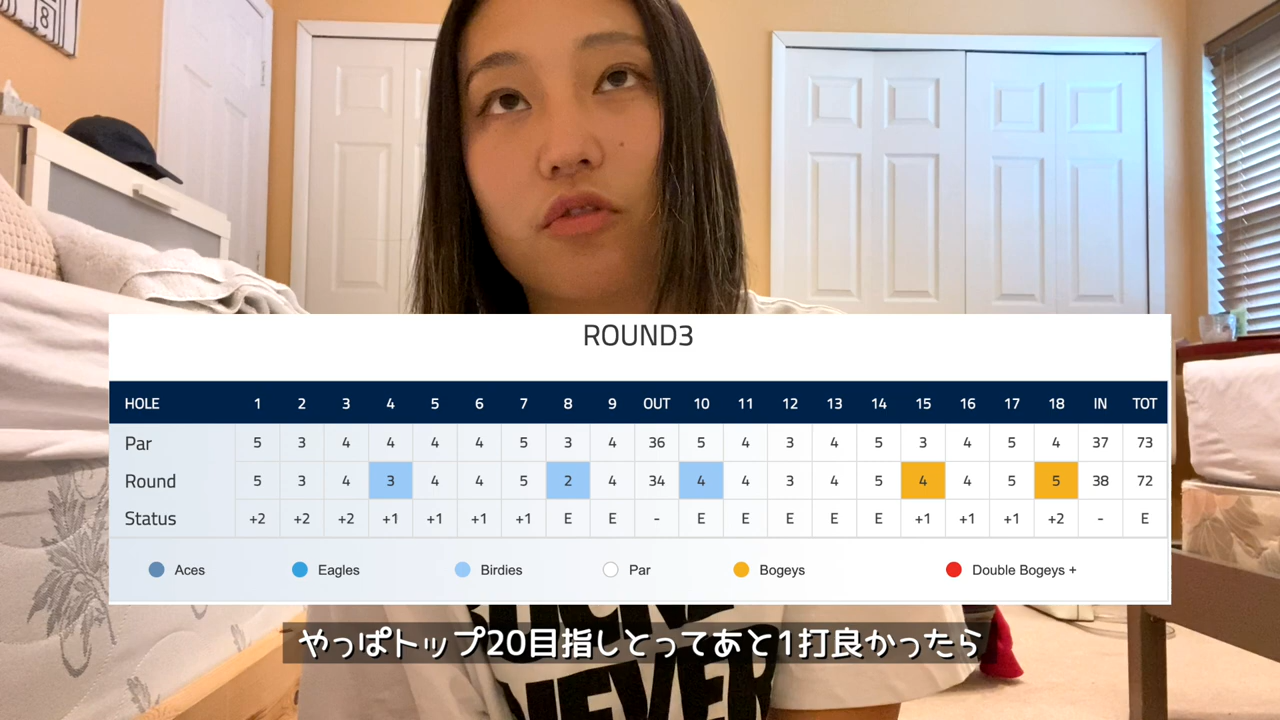 8
ROUND3
HOLE 1 2 3 4 5 6 7 8 9 OUT 10 11 12 13 14 15 16 17 18 IN TOT
Par 5 3 4 4 4 4 5 3 4 36 5 4 3 4 5 3 4 5 4 37 73
Round 5 3 4 3 4 4 5 2 4 34 4 4 3 4 5 4 4 5 5 38 72
Status +2 +2 +2 +1 +1 +1 +1 E E - E E E E E +1 +1 +1 +2 - E
Aces Eagles Birdies Par Bogeys Double Bogeys +
やっぱトップ20目指しとってあと1打良かったら
NEVER